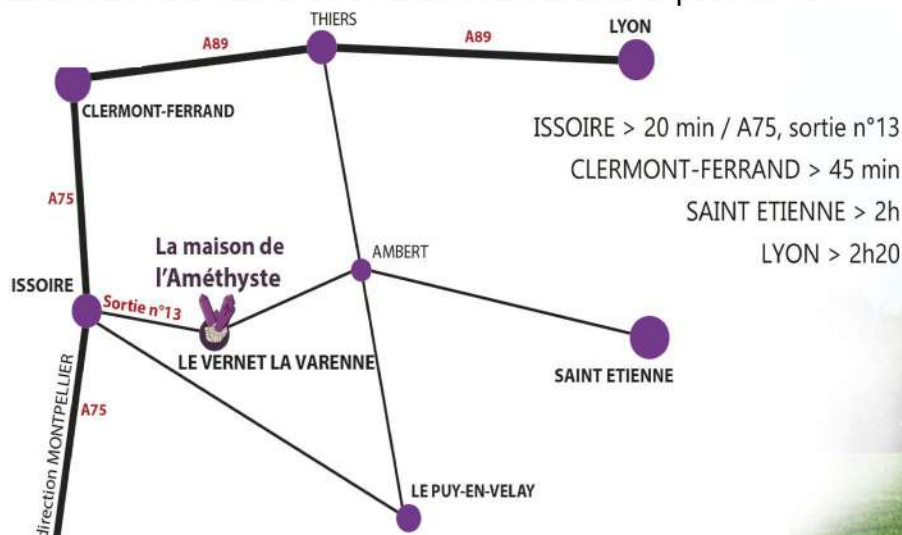 THIERS
A89
A89
LYON
CLERMONT-FERRAND
ISSOIRE > 20 min / A75, sortie n°13
CLERMONT-FERRAND > 45 min
SAINT ETIENNE > 2h
LYON > 2h20
A75
La maison de
l'Améthyste
AMBERT
ISSOIRE
Sortie n°13
LE VERNET LA VARENNE
SAINT ETIENNE
direction MONTPELLIER
A75
LE PUY-EN-VELAY